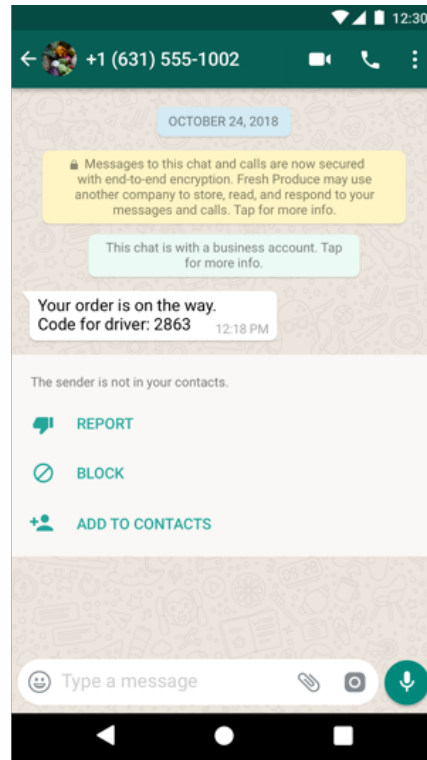 12:30
+1 (631) 555-1002
OCTOBER 24, 2018
Messages to this chat and calls are now secured
with end-to-end encryption. Fresh Produce may use
another company to store, read, and respond to your
messages and calls. Tap for more info.
This chat is with a business account. Tap
for more info.
Your order is on the way.
Code for driver: 2863 12:18 PM
The sender is not in your contacts.
REPORT
BLOCK
ADD TO CONTACTS
Type a message